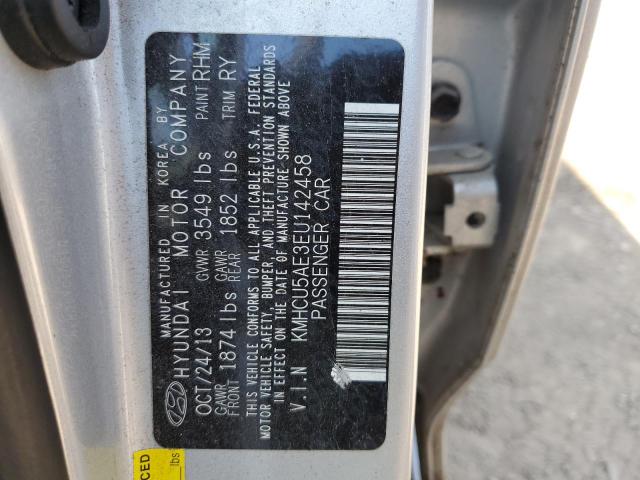 MANUFACTURED IN KOREA BY
HYUNDAI MOTOR COMPANY
OCT/24/13 GVWR 3549 lbs PAINT RHM
GAWR FRONT 1874 lbs GAWR REAR 1852 lbs TRIM RY
THIS VEHICLE CONFORMS TO ALL APPLICABLE U.S.A. FEDERAL
MOTOR VEHICLE SAFETY, BUMPER, AND THEFT PREVENTION STANDARDS
IN EFFECT ON THE DATE OF MANUFACTURE SHOWN ABOVE
V.I.N KMHCU5AE3EU142458
PASSENGER CAR
CED
lbs